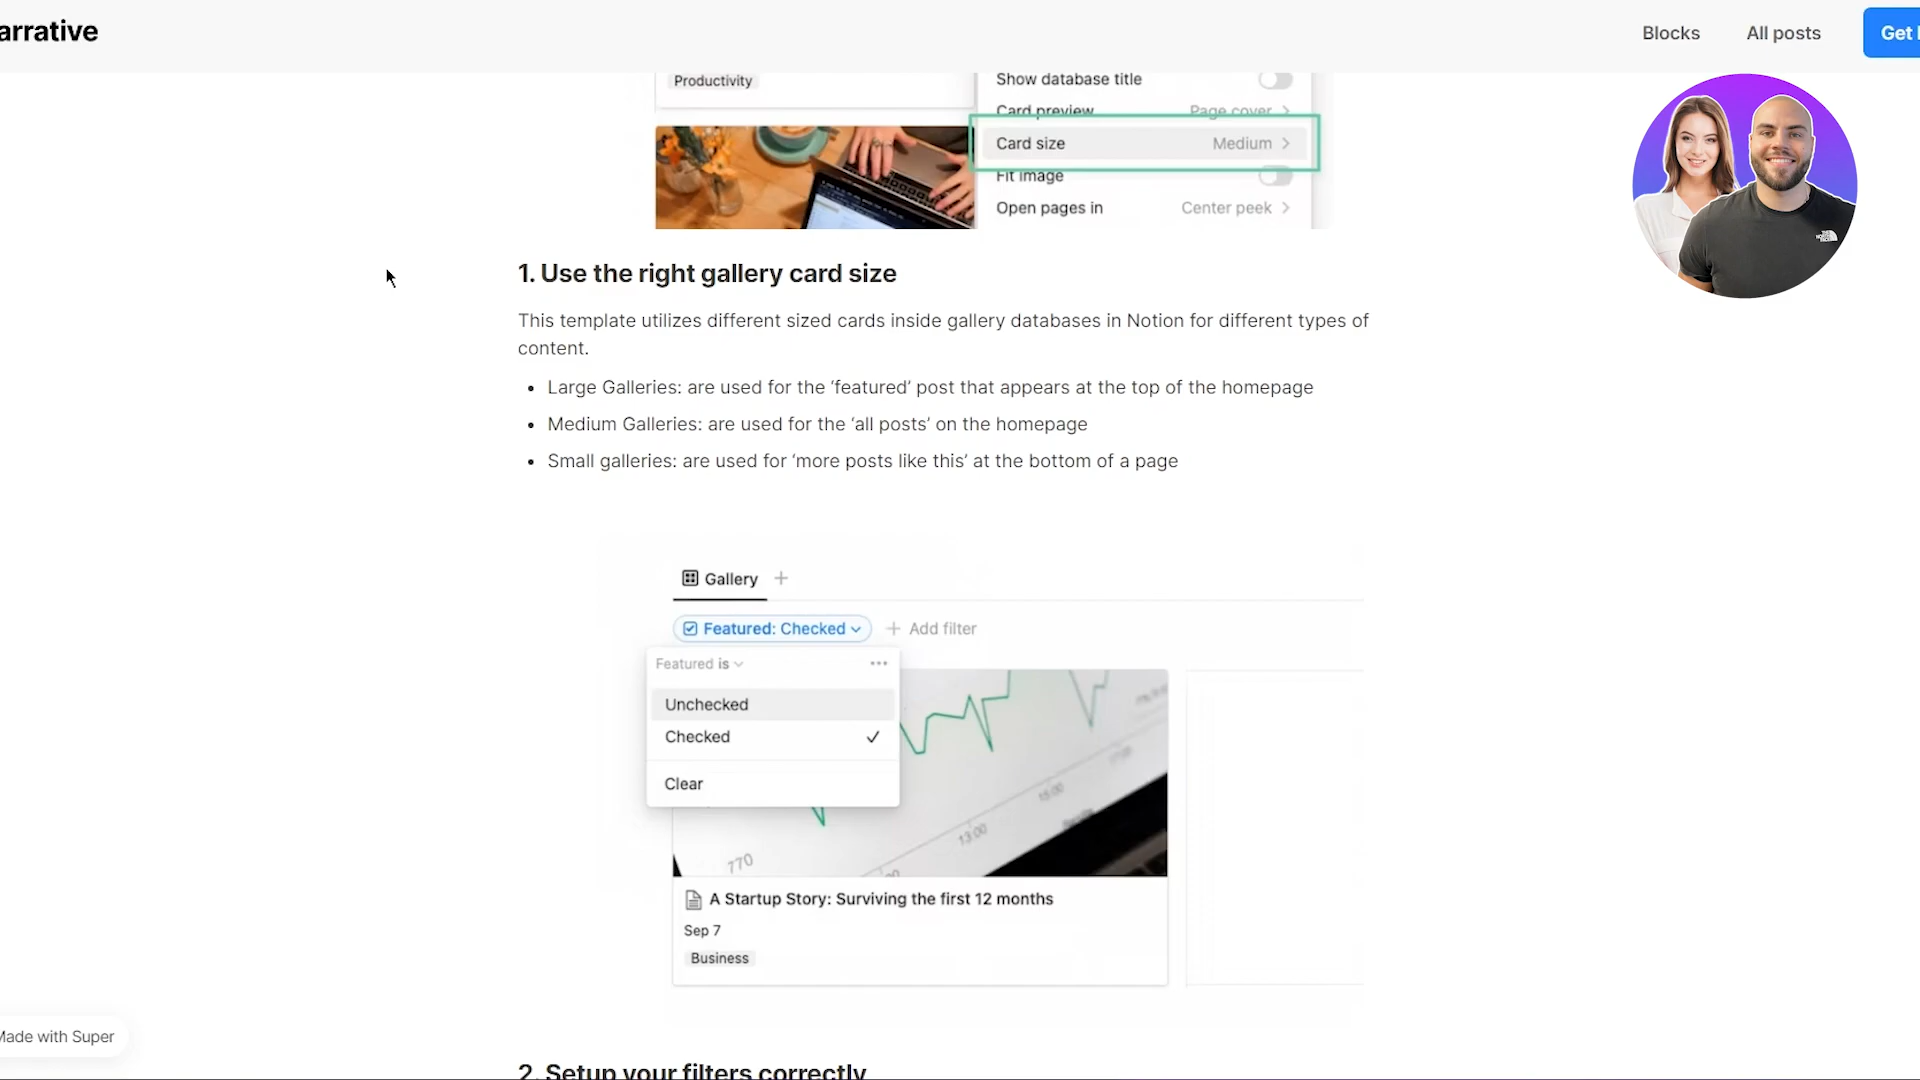 arrative
Blocks
All posts
Get
Productivity
Show database title
Card preview
Page cover
Card size
Medium
Fit image
Open pages in
Center peek
1. Use the right gallery card size
This template utilizes different sized cards inside gallery databases in Notion for different types of
content.
• Large Galleries: are used for the ‘featured’ post that appears at the top of the homepage
• Medium Galleries: are used for the ‘all posts’ on the homepage
• Small galleries: are used for ‘more posts like this’ at the bottom of a page
Gallery
Featured: Checked
Add filter
Featured is
Unchecked
Checked
Clear
15:00
13:00
770
A Startup Story: Surviving the first 12 months
Sep 7
Business
Made with Super
2. Setup your filters correctly